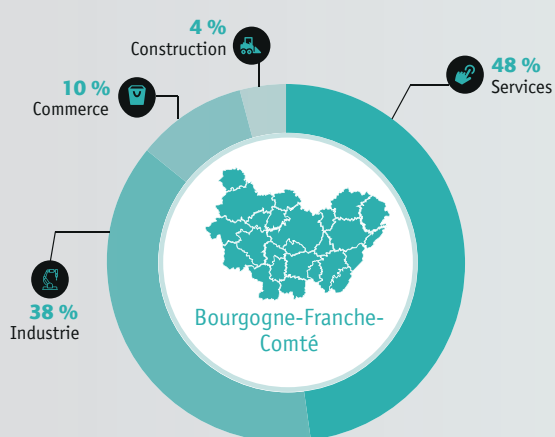 4 %
Construction
10 %
Commerce
48 %
Services
38 %
Industrie
Bourgogne-Franche-
Comté